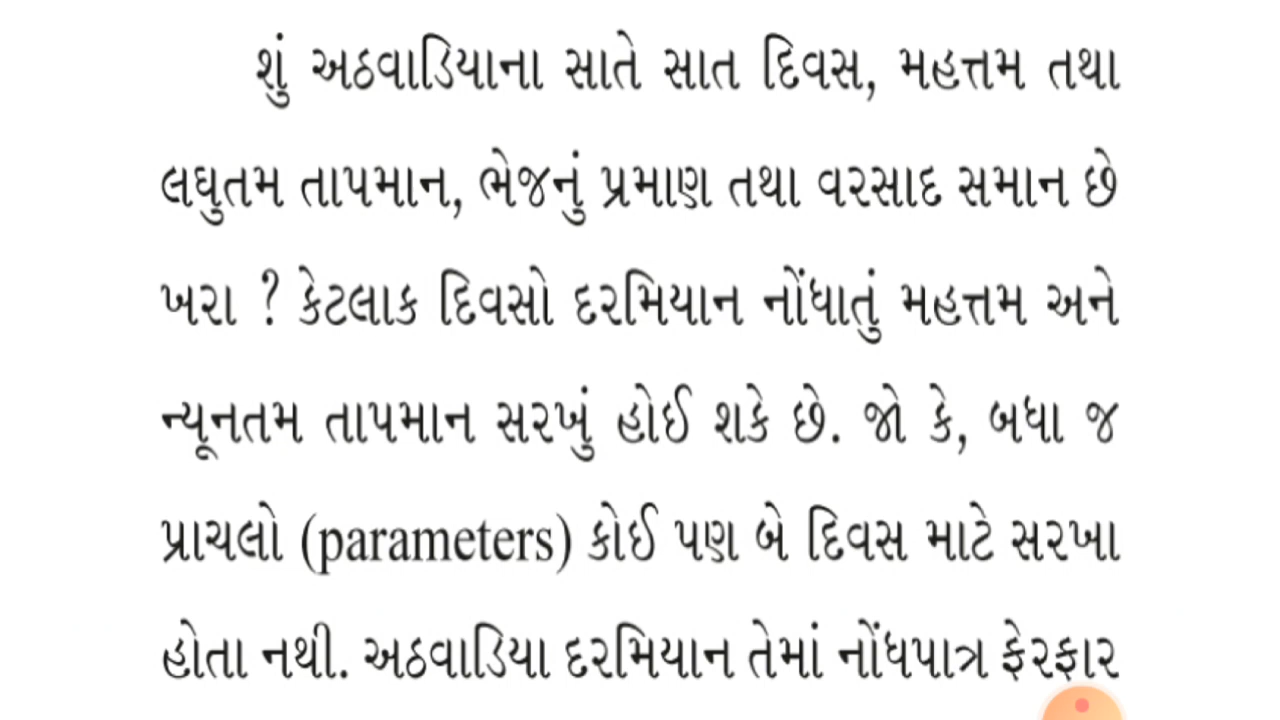 શું અઠવાડિયાના સાતે સાત દિવસ, મહત્તમ તથા
લઘુતમ તાપમાન, ભેજનું પ્રમાણ તથા વરસાદ સમાન છે
ખરા ? કેટલાક દિવસો દરમિયાન નોંધાતું મહત્તમ અને
ન્યૂનતમ તાપમાન સરખું હોઈ શકે છે. જો કે, બધા જ
પ્રાચલો (parameters) કોઈ પણ બે દિવસ માટે સરખા
હોતા નથી. અઠવાડિયા દરમિયાન તેમાં નોંધપાત્ર ફેરફાર